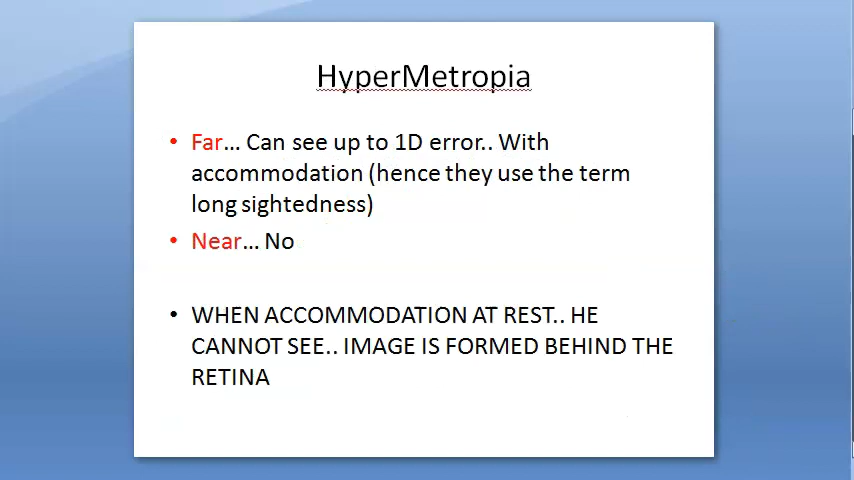 HyperMetropia
• Far… Can see up to 1D error.. With
accommodation (hence they use the term
long sightedness)
• Near… No
• WHEN ACCOMMODATION AT REST.. HE
CANNOT SEE.. IMAGE IS FORMED BEHIND THE
RETINA